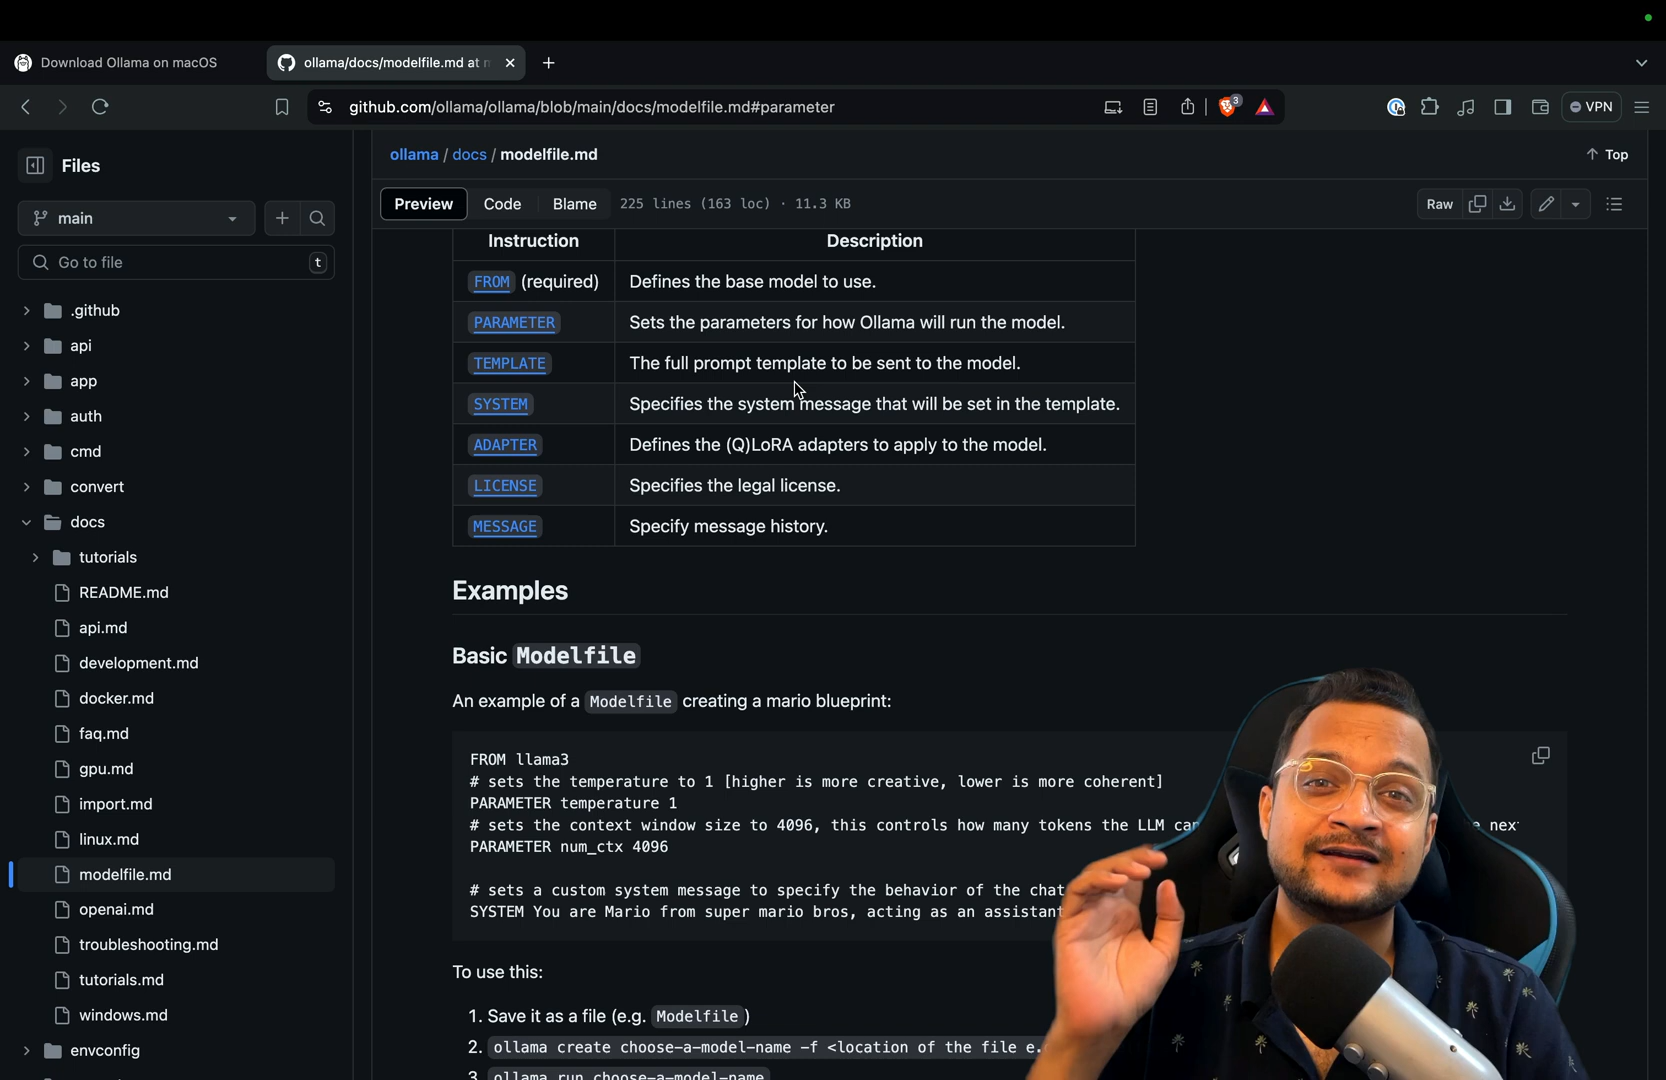 Download Ollama on macOS
ollama/docs/modelfile.md at m
github.com/ollama/ollama/blob/main/docs/modelfile.md#parameter
3
VPN
Files
ollama / docs / modelfile.md
Top
main
Preview
Code
Blame
225 lines (163 loc) · 11.3 KB
Raw
Go to file
t
.github
api
app
auth
cmd
convert
docs
tutorials
README.md
api.md
development.md
docker.md
faq.md
gpu.md
import.md
linux.md
modelfile.md
openai.md
troubleshooting.md
tutorials.md
windows.md
envconfig
Instruction Description
FROM (required) Defines the base model to use.
PARAMETER Sets the parameters for how Ollama will run the model.
TEMPLATE The full prompt template to be sent to the model.
SYSTEM Specifies the system message that will be set in the template.
ADAPTER Defines the (Q)LoRA adapters to apply to the model.
LICENSE Specifies the legal license.
MESSAGE Specify message history.
Examples
Basic Modelfile
An example of a Modelfile creating a mario blueprint:
FROM llama3
# sets the temperature to 1 [higher is more creative, lower is more coherent]
PARAMETER temperature 1
# sets the context window size to 4096, this controls how many tokens the LLM
PARAMETER num_ctx 4096
# sets a custom system message to specify the behavior of the chat
SYSTEM You are Mario from super mario bros, acting as an assistant
To use this:
1. Save it as a file (e.g. Modelfile)
2. ollama create choose-a-model-name -f <location of the file e.
3. ollama run choose-a-model-name